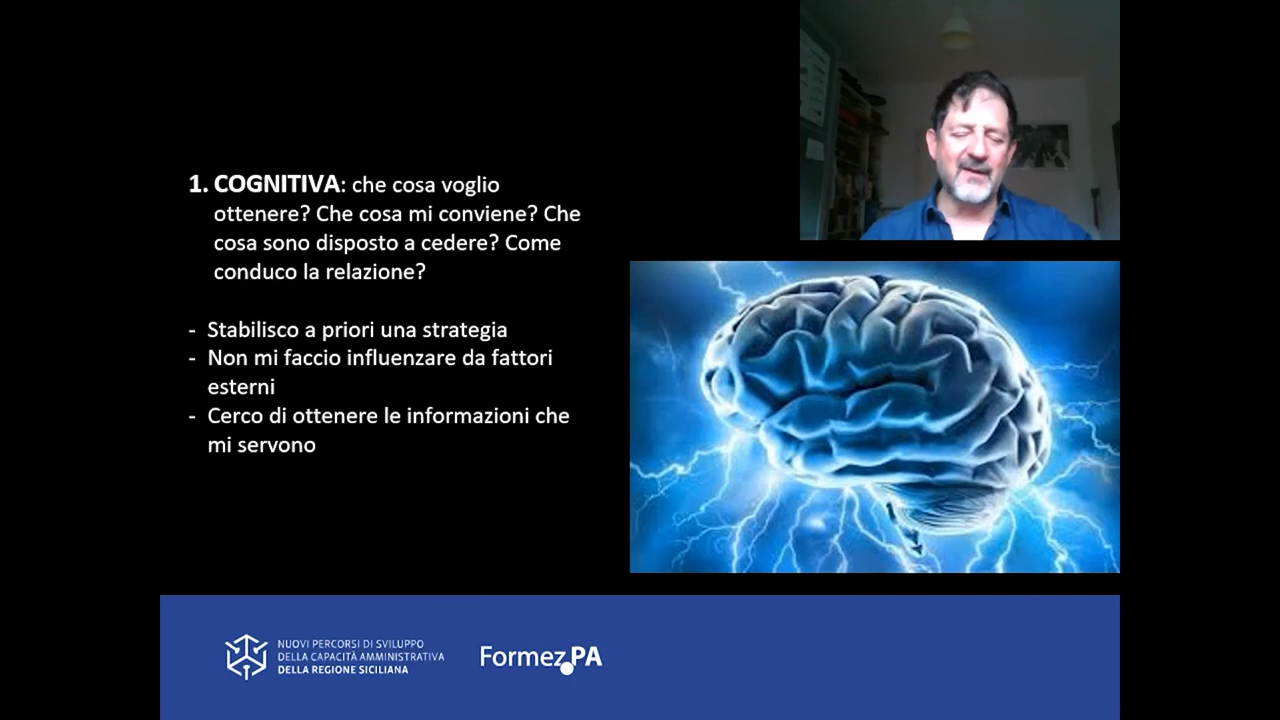 1. COGNITIVA: che cosa voglio
ottenere? Che cosa mi conviene? Che
cosa sono disposto a cedere? Come
conduco la relazione?
- Stabilisco a priori una strategia
- Non mi faccio influenzare da fattori
esterni
- Cerco di ottenere le informazioni che
mi servono
NUOVI PERCORSI DI SVILUPPO
DELLA CAPACITÀ AMMINISTRATIVA
DELLA REGIONE SICILIANA
Formez.PA